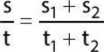 s/t = (s₁ + s₂)/(t₁ + t₂)